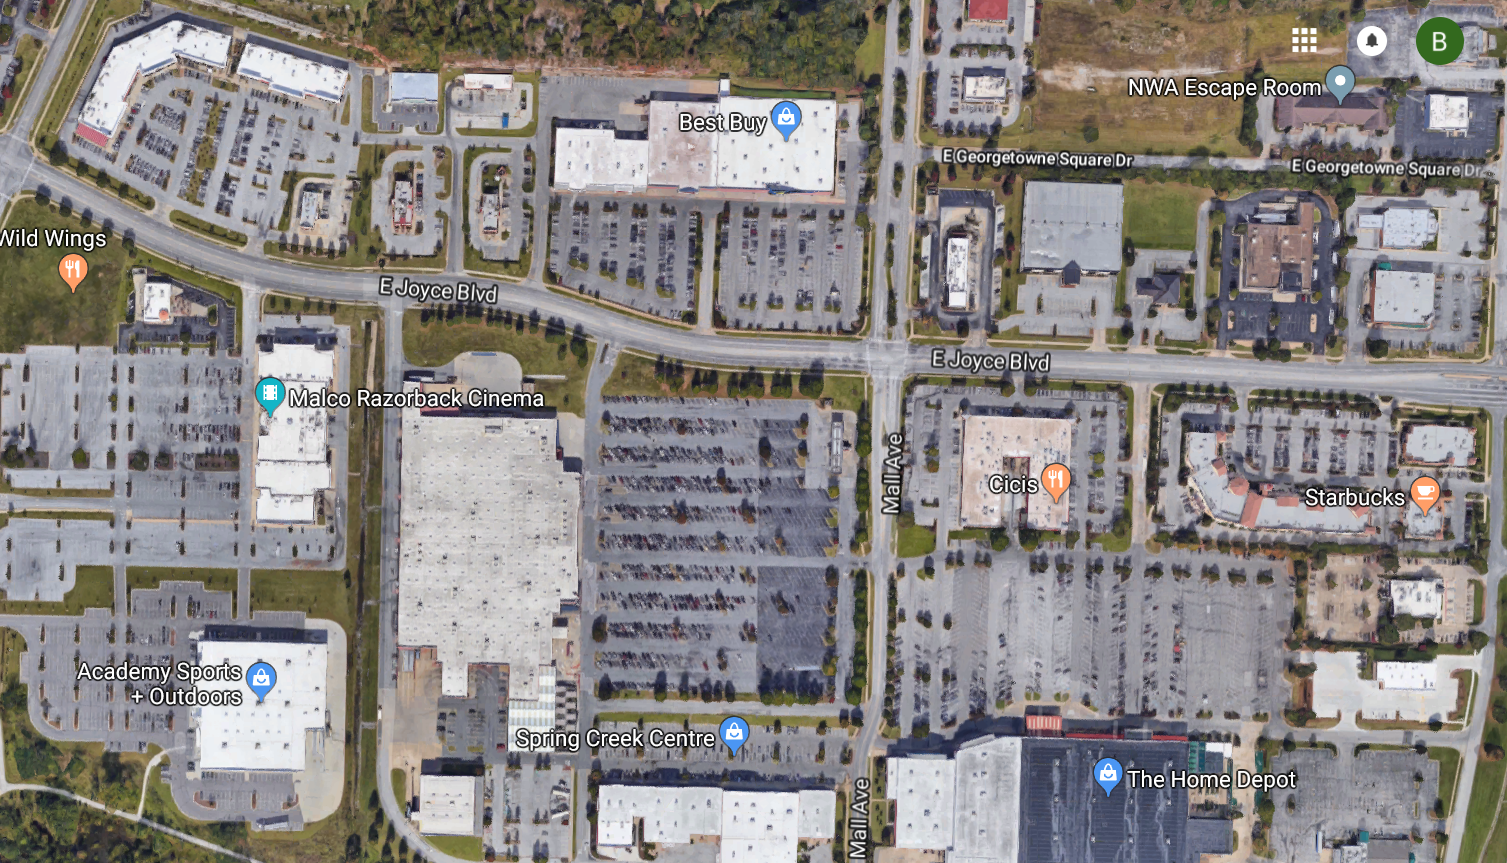 B
NWA Escape Room
Best Buy
E Georgetowne Square Dr
E Georgetowne Square Dr
Wild Wings
E Joyce Blvd
E Joyce Blvd
Malco Razorback Cinema
Mall Ave
Cicis
Starbucks
Academy Sports
+ Outdoors
Spring Creek Centre
The Home Depot
Mall Ave